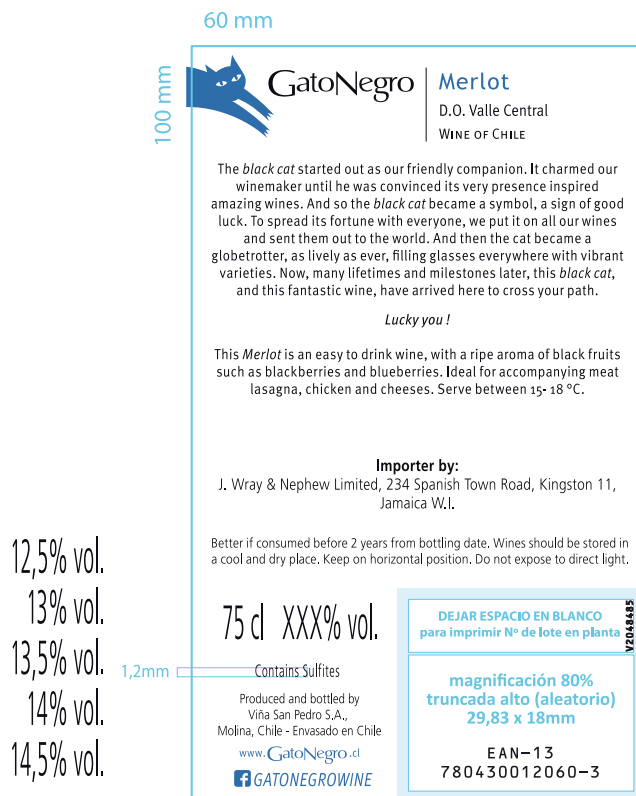 60 mm
100 mm
GatoNegro
Merlot
D.O. Valle Central
WINE OF CHILE
The black cat started out as our friendly companion. It charmed our
winemaker until he was convinced its very presence inspired
amazing wines. And so the black cat became a symbol, a sign of good
luck. To spread its fortune with everyone, we put it on all our wines
and sent them out to the world. And then the cat became a
globetrotter, as lively as ever, filling glasses everywhere with vibrant
varieties. Now, many lifetimes and milestones later, this black cat,
and this fantastic wine, have arrived here to cross your path.
Lucky you !
This Merlot is an easy to drink wine, with a ripe aroma of black fruits
such as blackberries and blueberries. Ideal for accompanying meat
lasagna, chicken and cheeses. Serve between 15- 18 °C.
Importer by:
J. Wray & Nephew Limited, 234 Spanish Town Road, Kingston 11,
Jamaica W.I.
Better if consumed before 2 years from bottling date. Wines should be stored in
a cool and dry place. Keep on horizontal position. Do not expose to direct light.
12,5% vol.
13% vol.
13,5% vol.
14% vol.
14,5% vol.
75 cl XXX% vol.
1,2mm
Contains Sulfites
Produced and bottled by
Viña San Pedro S.A.,
Molina, Chile - Envasado en Chile
www.GatoNegro.cl
GATONEGROWINE
DEJAR ESPACIO EN BLANCO
para imprimir Nº de lote en planta
V2048485
magnificación 80%
truncada alto (aleatorio)
29,83 x 18mm
EAN-13
780430012060-3